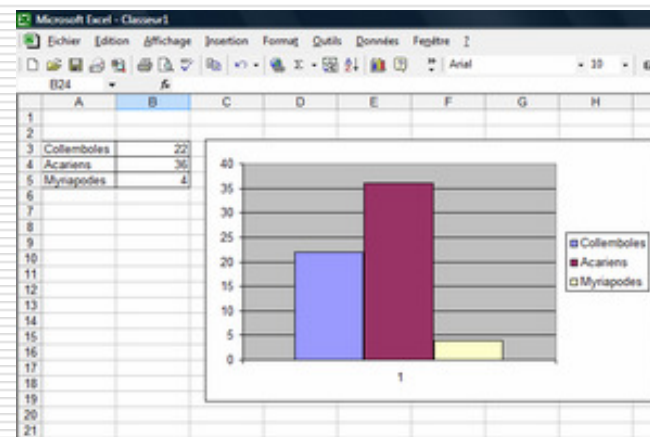 Microsoft Excel - Classeur1
Fichier Edition Affichage Insertion Format Outils Données Fenêtre ?
Arial 10
B24 fx
A B C D E F G H
1
2
3 Collemboles 22
4 Acariens 36
5 Myriapodes 4
6
7
8
9
10
11
12
13
14
15
16
17
18
19
20
21
40
35
30
25
20
15
10
5
0
1
Collemboles
Acariens
Myriapodes